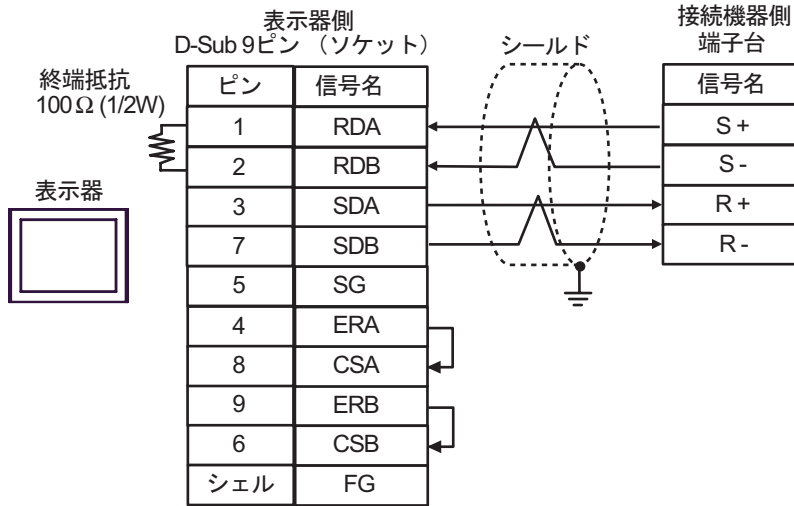 表示器側
D-Sub 9ピン （ソケット）
シールド
接続機器側
端子台
終端抵抗
100Ω (1/2W)
表示器
ピン 信号名
1 RDA
2 RDB
3 SDA
7 SDB
5 SG
4 ERA
8 CSA
9 ERB
6 CSB
シェル FG
信号名
S +
S -
R +
R -